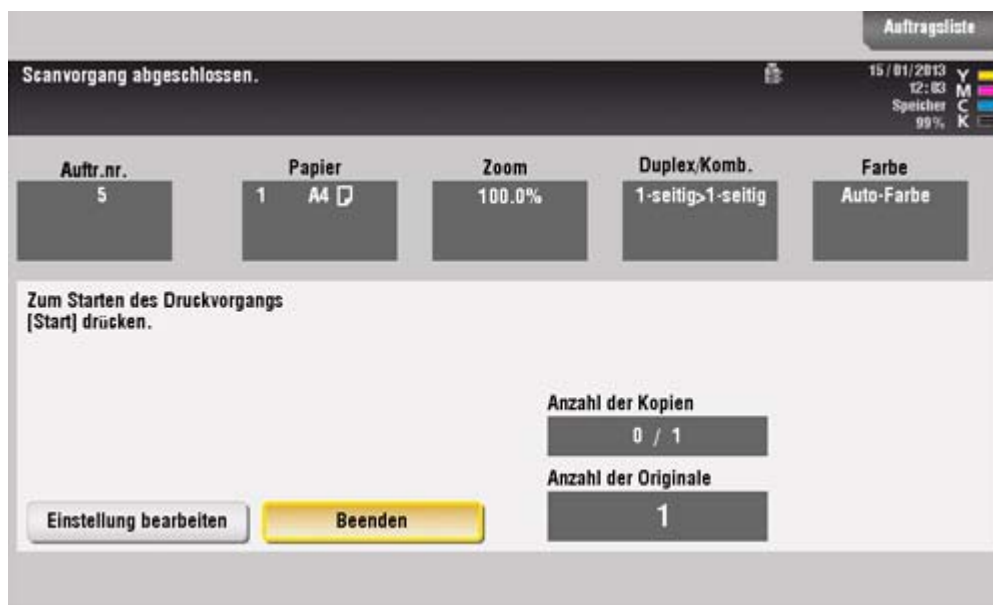 Auftragsliste
Scanvorgang abgeschlossen.
15/01/2013
12:03
Speicher
99%
Y
M
C
K
Auftr.nr.
5
Papier
1 A4
Zoom
100.0%
Duplex/Komb.
1-seitig>1-seitig
Farbe
Auto-Farbe
Zum Starten des Druckvorgangs
[Start] drücken.
Anzahl der Kopien
0 / 1
Anzahl der Originale
1
Einstellung bearbeiten
Beenden